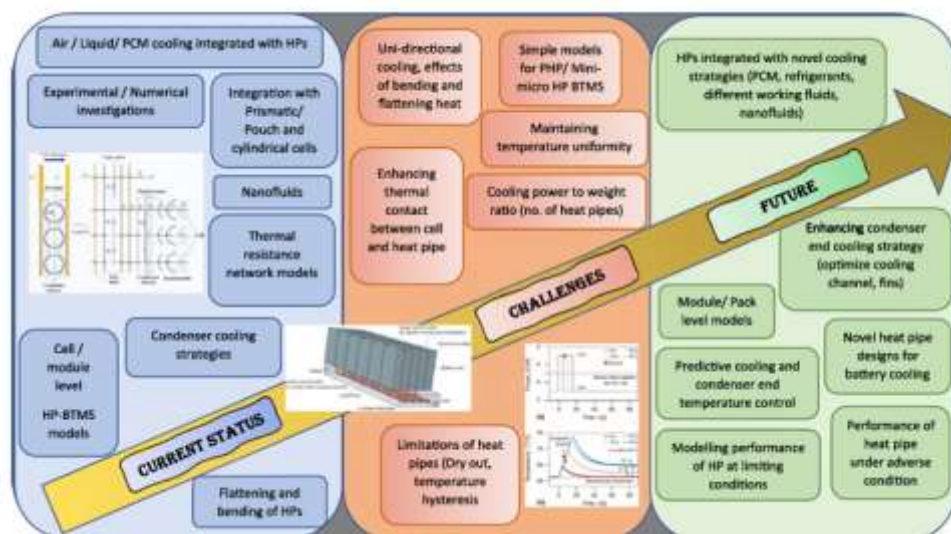 Air / Liquid/ PCM cooling integrated with HPs
Experimental / Numerical
investigations
Integration with
Prismatic/
Pouch and
cylindrical cells
Nanofluids
Thermal
resistance
network models
Condenser cooling
strategies
Cell /
module level
HP-BTMS
models
CURRENT STATUS
Flattening and
bending of HPs
Uni-directional
cooling, effects
of bending and
flattening heat
Simple models
for PHP/ Mini-
micro HP BTMS
Maintaining
temperature uniformity
Enhancing
thermal
contact
between cell
and heat pipe
Cooling power to weight
ratio (no. of heat pipes)
CHALLENGES
Limitations of heat
pipes (Dry out,
temperature
hysteresis
HPs integrated with novel cooling
strategies (PCM, refrigerants,
different working fluids,
nanofluids)
FUTURE
Enhancing condenser
end cooling strategy
(optimize cooling
channel, fins)
Module/ Pack
level models
Novel heat pipe
designs for
battery cooling
Predictive cooling and
condenser end
temperature control
Modelling performance
of HP at limiting
conditions
Performance of
heat pipe
under adverse
condition